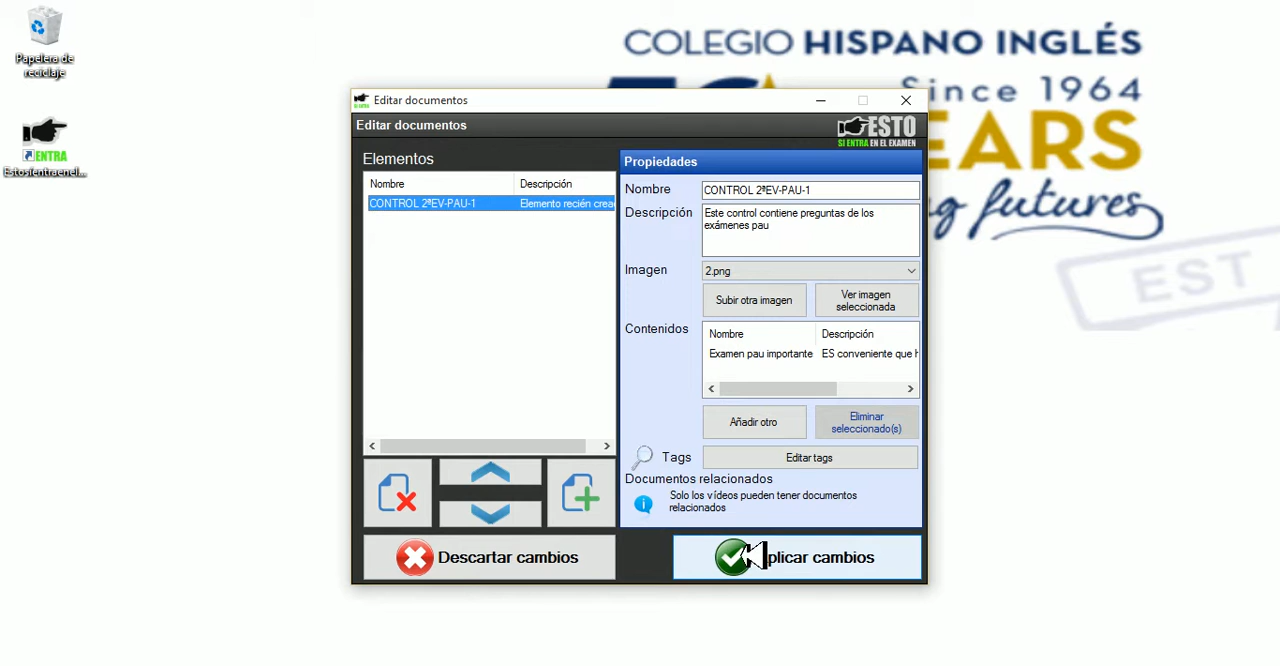 Papelera de
reciclaje
ENTRA
Estosientraenel...
COLEGIO HISPANO INGLÉS
Since 1964
EARS
g futures
EST
Editar documentos
Editar documentos
ESTO
SI ENTRA EN EL EXAMEN
Elementos
Nombre Descripción
CONTROL 2ªEV-PAU-1 Elemento recién crea
Propiedades
Nombre CONTROL 2ªEV-PAU-1
Descripción Este control contiene preguntas de los
exámenes pau
Imagen 2.png
Subir otra imagen
Ver imagen
seleccionada
Contenidos
Nombre Descripción
Examen pau importante ES conveniente que h
Añadir otro
Eliminar
seleccionado(s)
Tags Editar tags
Documentos relacionados
Solo los vídeos pueden tener documentos
relacionados
Descartar cambios
plicar cambios